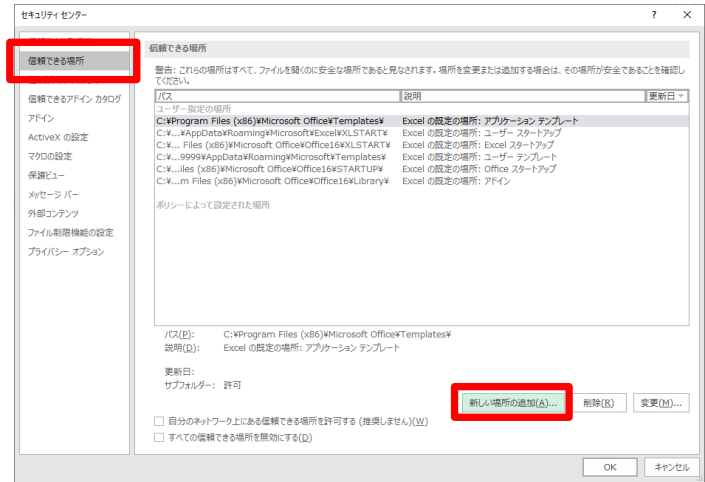 セキュリティ センター
? ×
信頼できる場所
信頼できるアドイン カタログ
アドイン
ActiveX の設定
マクロの設定
保護ビュー
メッセージ バー
外部コンテンツ
ファイル制限機能の設定
プライバシー オプション
信頼できる場所
警告: これらの場所はすべて、ファイルを開くのに安全な場所であると見なされます。場所を変更または追加する場合は、その場所が安全であることを確認し
てください。
パス 説明 更新日
ユーザー指定の場所
C:¥Program Files (x86)¥Microsoft Office¥Templates¥ Excel の既定の場所: アプリケーション テンプレート
C:¥...¥AppData¥Roaming¥Microsoft¥Excel¥XLSTART¥ Excel の既定の場所: ユーザー スタートアップ
C:¥... Files (x86)¥Microsoft Office¥Office16¥XLSTART¥ Excel の既定の場所: Excel スタートアップ
C:¥...9999¥AppData¥Roaming¥Microsoft¥Templates¥ Excel の既定の場所: ユーザー テンプレート
C:¥...iles (x86)¥Microsoft Office¥Office16¥STARTUP¥ Excel の既定の場所: Office スタートアップ
C:¥...m Files (x86)¥Microsoft Office¥Office16¥Library¥ Excel の既定の場所: アドイン
ポリシーによって設定された場所
パス(P): C:¥Program Files (x86)¥Microsoft Office¥Templates¥
説明(D): Excel の既定の場所: アプリケーション テンプレート
更新日:
サブフォルダー: 許可
新しい場所の追加(A)... 削除(R) 変更(M)...
自分のネットワーク上にある信頼できる場所を許可する (推奨しません)(W)
すべての信頼できる場所を無効にする(D)
OK キャンセル